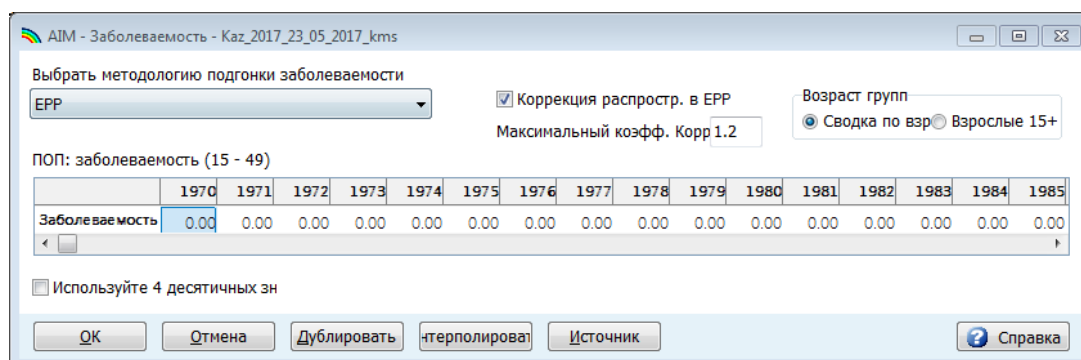 AIM - Заболеваемость - Kaz_2017_23_05_2017_kms
Выбрать методологию подгонки заболеваемости
EPP
Коррекция распростр. в EPP
Максимальный коэфф. Корр 1.2
Возраст групп
Сводка по взр Взрослые 15+
ПОП: заболеваемость (15 - 49)
1970 1971 1972 1973 1974 1975 1976 1977 1978 1979 1980 1981 1982 1983 1984 1985
Заболеваемость 0.00 0.00 0.00 0.00 0.00 0.00 0.00 0.00 0.00 0.00 0.00 0.00 0.00 0.00 0.00 0.00
Используйте 4 десятичных зн
OK Отмена Дублировать нтерполироват Источник Справка